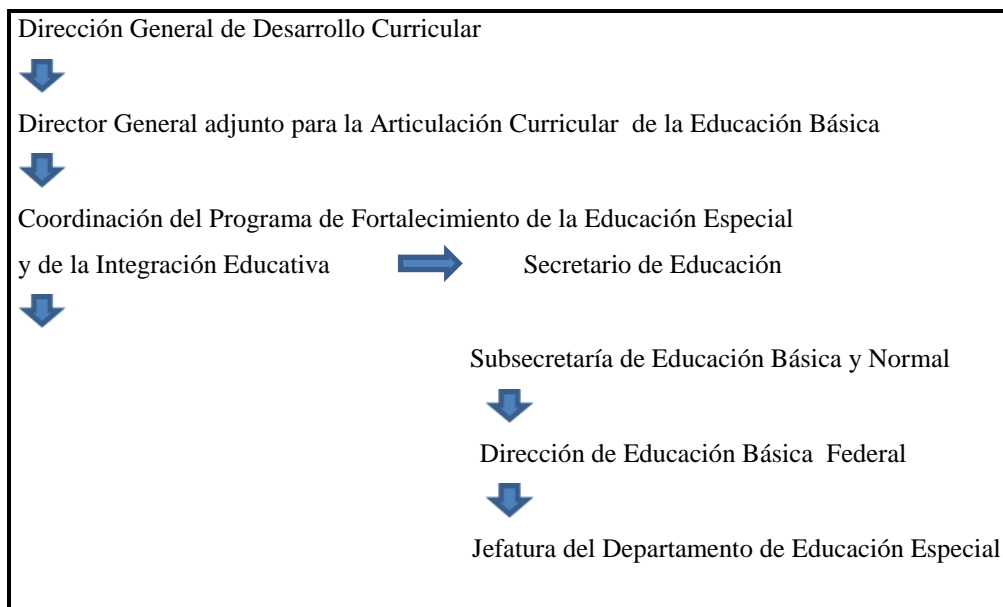 Dirección General de Desarrollo Curricular
Director General adjunto para la Articulación Curricular de la Educación Básica
Coordinación del Programa de Fortalecimiento de la Educación Especial
y de la Integración Educativa Secretario de Educación
Subsecretaría de Educación Básica y Normal
Dirección de Educación Básica Federal
Jefatura del Departamento de Educación Especial